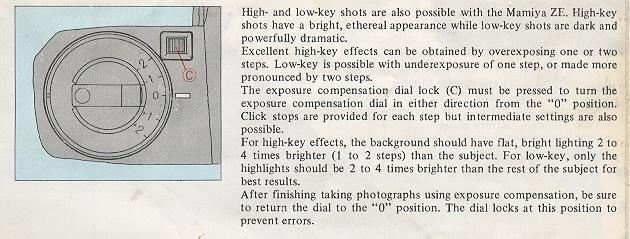 High- and low-key shots are also possible with the Mamiya ZE. High-key
shots have a bright, ethereal appearance while low-key shots are dark and
powerfully dramatic.
Excellent high-key effects can be obtained by overexposing one or two
steps. Low-key is possible with underexposure of one step, or made more
pronounced by two steps.
The exposure compensation dial lock (C) must be pressed to turn the
exposure compensation dial in either direction from the “0” position.
Click stops are provided for each step but intermediate settings are also
possible.
For high-key effects, the background should have flat, bright lighting 2 to
4 times brighter (1 to 2 steps) than the subject. For low-key, only the
highlights should be 2 to 4 times brighter than the rest of the subject for
best results.
After finishing taking photographs using exposure compensation, be sure
to return the dial to the “0” position. The dial locks at this position to
prevent errors.
C
2
1
0
1
2